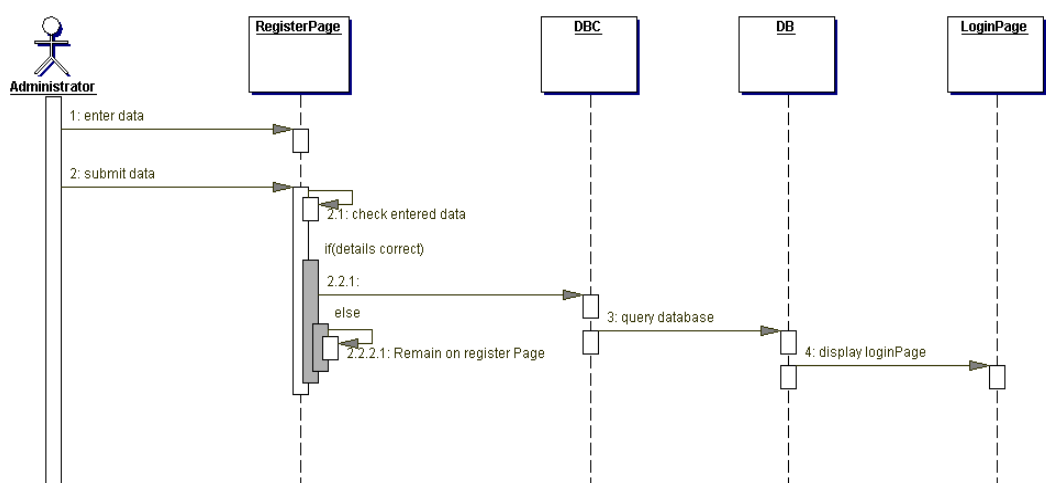 RegisterPage
DBC
DB
LoginPage
Administrator
1: enter data
2: submit data
2.1: check entered data
if(details correct)
2.2.1:
else
3: query database
2.2.2.1: Remain on register Page
4: display loginPage